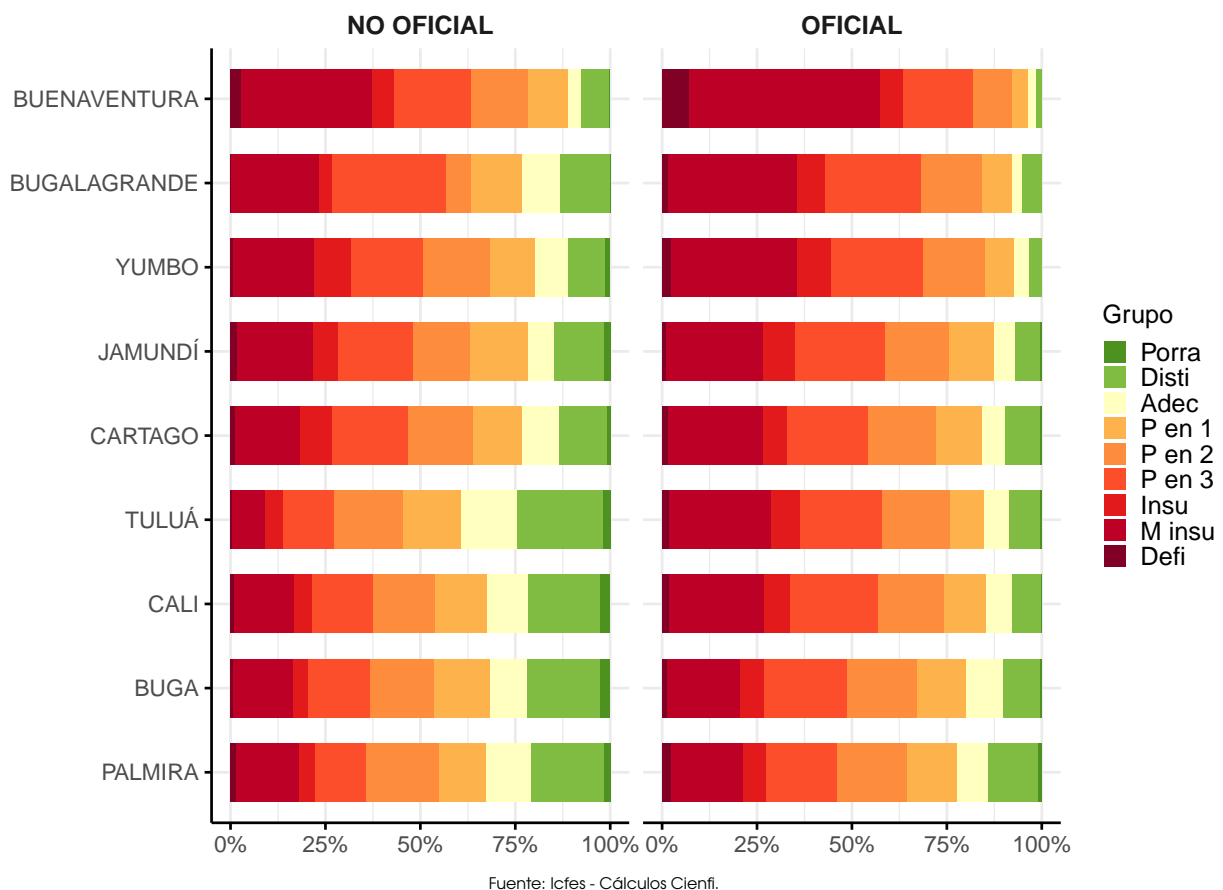 NO OFICIAL
OFICIAL
BUENAVENTURA
BUGALAGRANDE
YUMBO
JAMUNDÍ
CARTAGO
TULUÁ
CALI
BUGA
PALMIRA
0% 25% 50% 75% 100% 0% 25% 50% 75% 100%
Grupo
Porra
Disti
Adec
P en 1
P en 2
P en 3
Insu
M insu
Defi
Fuente: Icfes - Cálculos Cienfi.